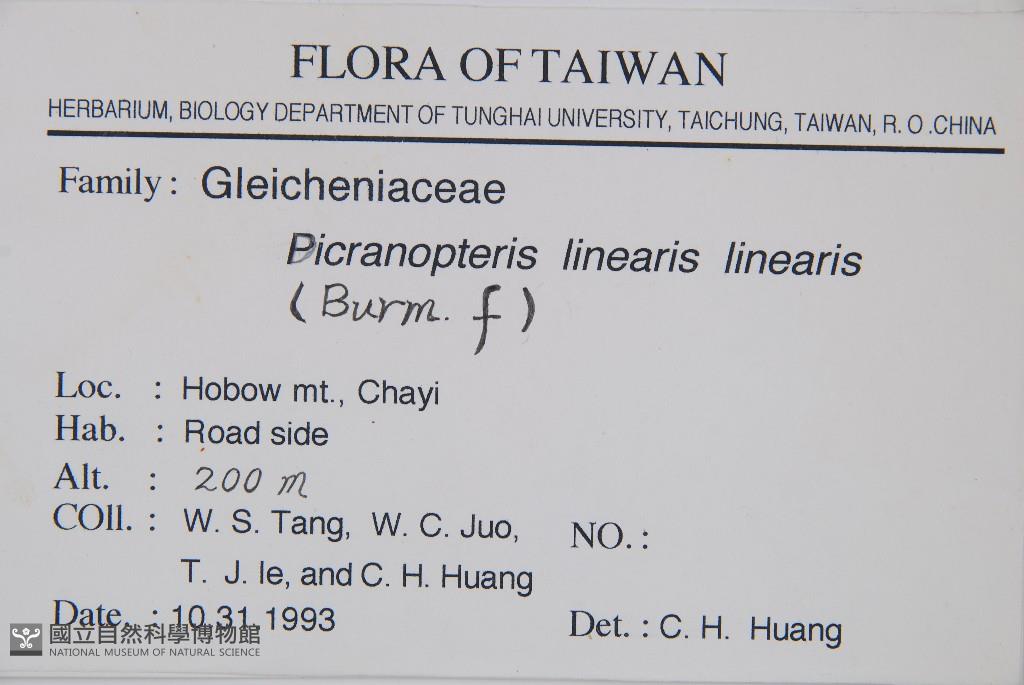 FLORA OF TAIWAN
HERBARIUM, BIOLOGY DEPARTMENT OF TUNGHAI UNIVERSITY, TAICHUNG, TAIWAN, R. O .CHINA
Family : Gleicheniaceae
Dicranopteris linearis linearis
(Burm. f)
Loc. : Hobow mt., Chayi
Hab. : Road side
Alt. : 200 m
COll. : W. S. Tang, W. C. Juo,
NO. :
T. J. Ie, and C. H. Huang
Date. : 10.31.1993
Det. : C. H. Huang
國立自然科學博物館
NATIONAL MUSEUM OF NATURAL SCIENCE